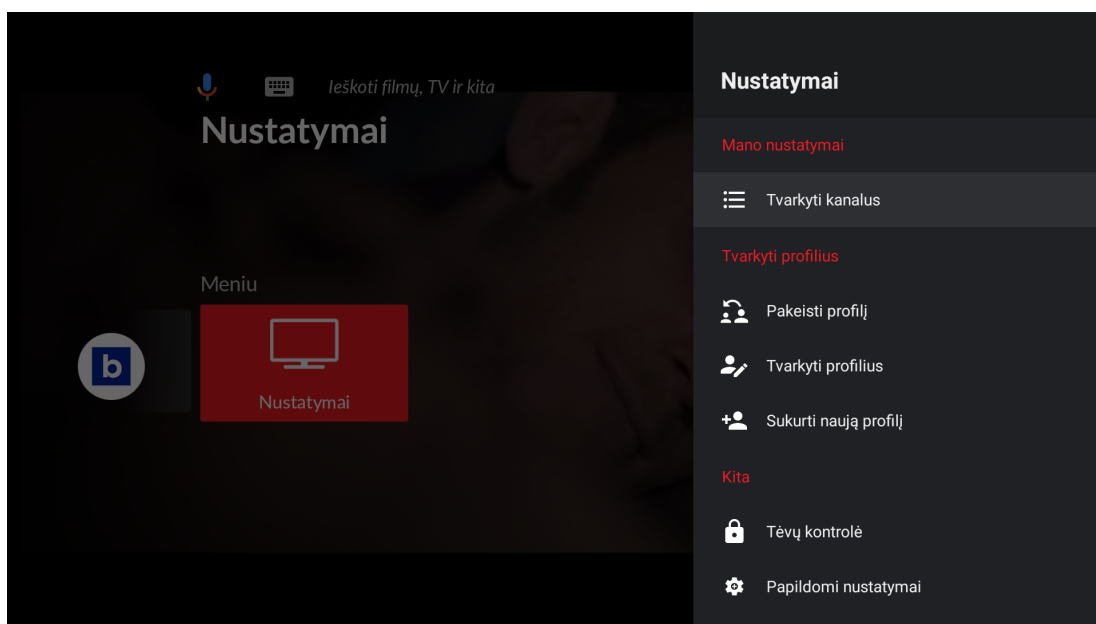 Ieškoti filmų, TV ir kita
Nustatymai
Meniu
b
Nustatymai
Nustatymai
Mano nustatymai
Tvarkyti kanalus
Tvarkyti profilius
Pakeisti profilį
Tvarkyti profilius
Sukurti naują profilį
Kita
Tėvų kontrolė
Papildomi nustatymai